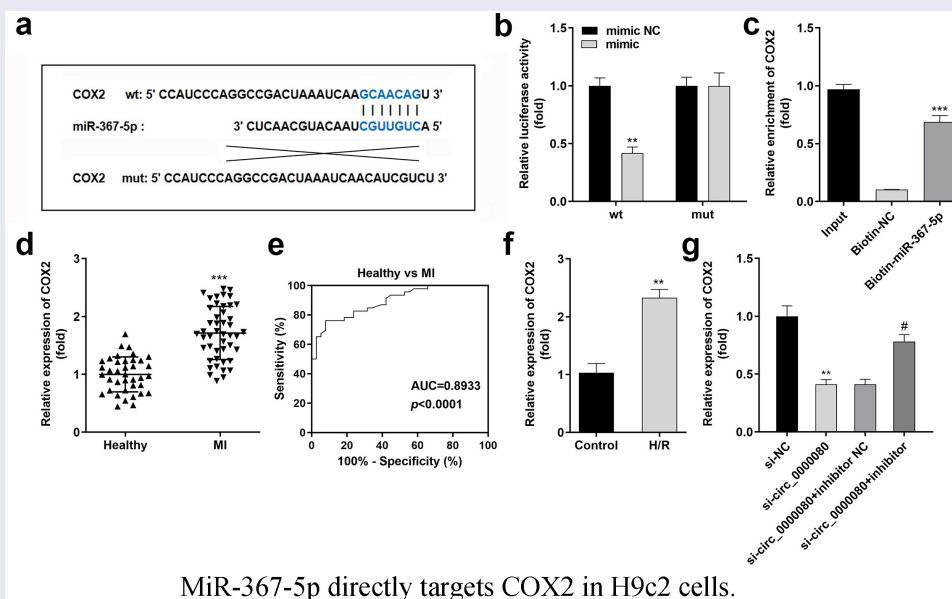 a
COX2 wt: 5' CCAUCCCAGGCCGACUAAAUCAAGCAACAGU 3'
miR-367-5p : 3' CUCAACGUACAAUCGUUGUCA 5'
COX2 mut: 5' CCAUCCCAGGCCGACUAAAUCAACAUCGUCU 3'
b
mimic NC
mimic
Relative luciferase activity
(fold)
1.5
1.0
0.5
0.0
**
wt mut
c
Relative enrichment of COX2
(fold)
1.5
1.0
0.5
0.0
***
Input
Biotin-NC
Biotin-miR-367-5p
d
Relative expression of COX2
(fold)
3
2
1
0
***
Healthy MI
e
Healthy vs MI
Sensitivity (%)
100
80
60
40
20
0
AUC=0.8933
p<0.0001
0 20 40 60 80 100
100% - Specificity (%)
f
Relative expression of COX2
(fold)
3
2
1
0
**
Control H/R
g
Relative expression of COX2
(fold)
1.5
1.0
0.5
0.0
**
#
si-NC
si-circ_0000080
si-circ_0000080+inhibitor NC
si-circ_0000080+inhibitor
MiR-367-5p directly targets COX2 in H9c2 cells.